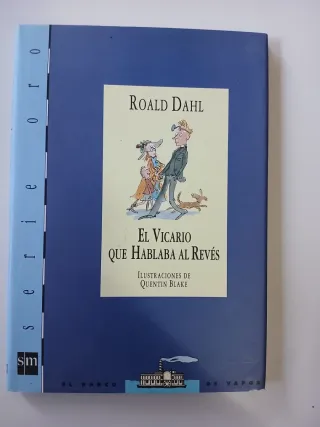 ROALD DAHL
EL VICARIO
QUE HABLABA AL REVÉS
ILUSTRACIONES DE
QUENTIN BLAKE
serie oro
sm
EL BARCO DE VAPOR